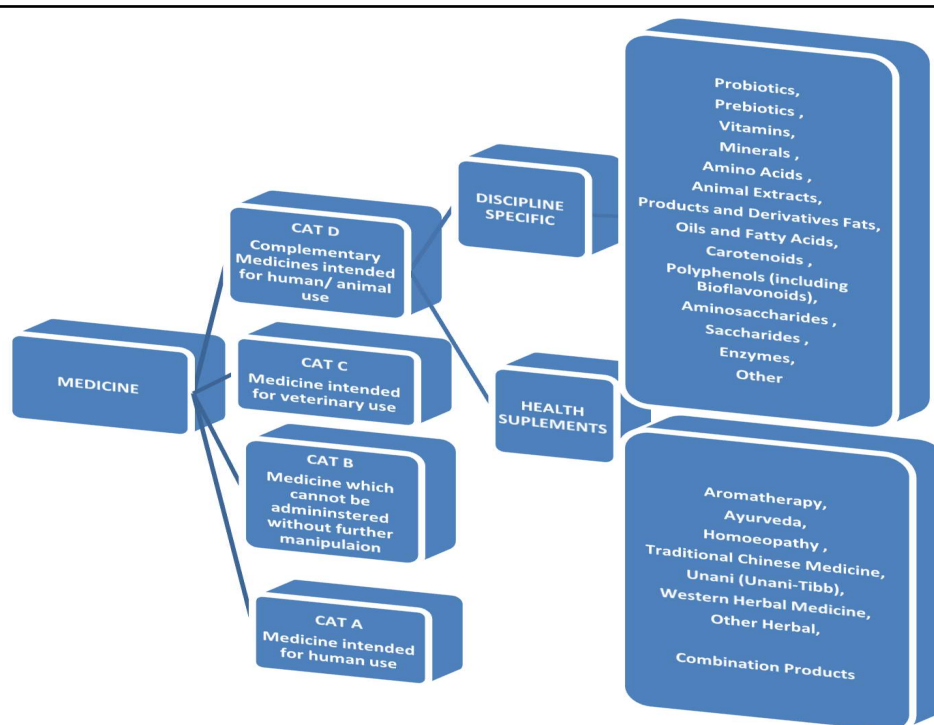 MEDICINE
CAT D
Complementary
Medicines intended
for human/ animal
use
CAT C
Medicine intended
for veterinary use
CAT B
Medicine which
cannot be
admininstered
without further
manipulaion
CAT A
Medicine intended
for human use
DISCIPLINE
SPECIFIC
HEALTH
SUPLEMENTS
Probiotics,
Prebiotics ,
Vitamins,
Minerals ,
Amino Acids ,
Animal Extracts,
Products and Derivatives Fats,
Oils and Fatty Acids,
Carotenoids ,
Polyphenols (including
Bioflavonoids),
Aminosaccharides ,
Saccharides ,
Enzymes,
Other
Aromatherapy,
Ayurveda,
Homoeopathy ,
Traditional Chinese Medicine,
Unani (Unani-Tibb),
Western Herbal Medicine,
Other Herbal,
Combination Products